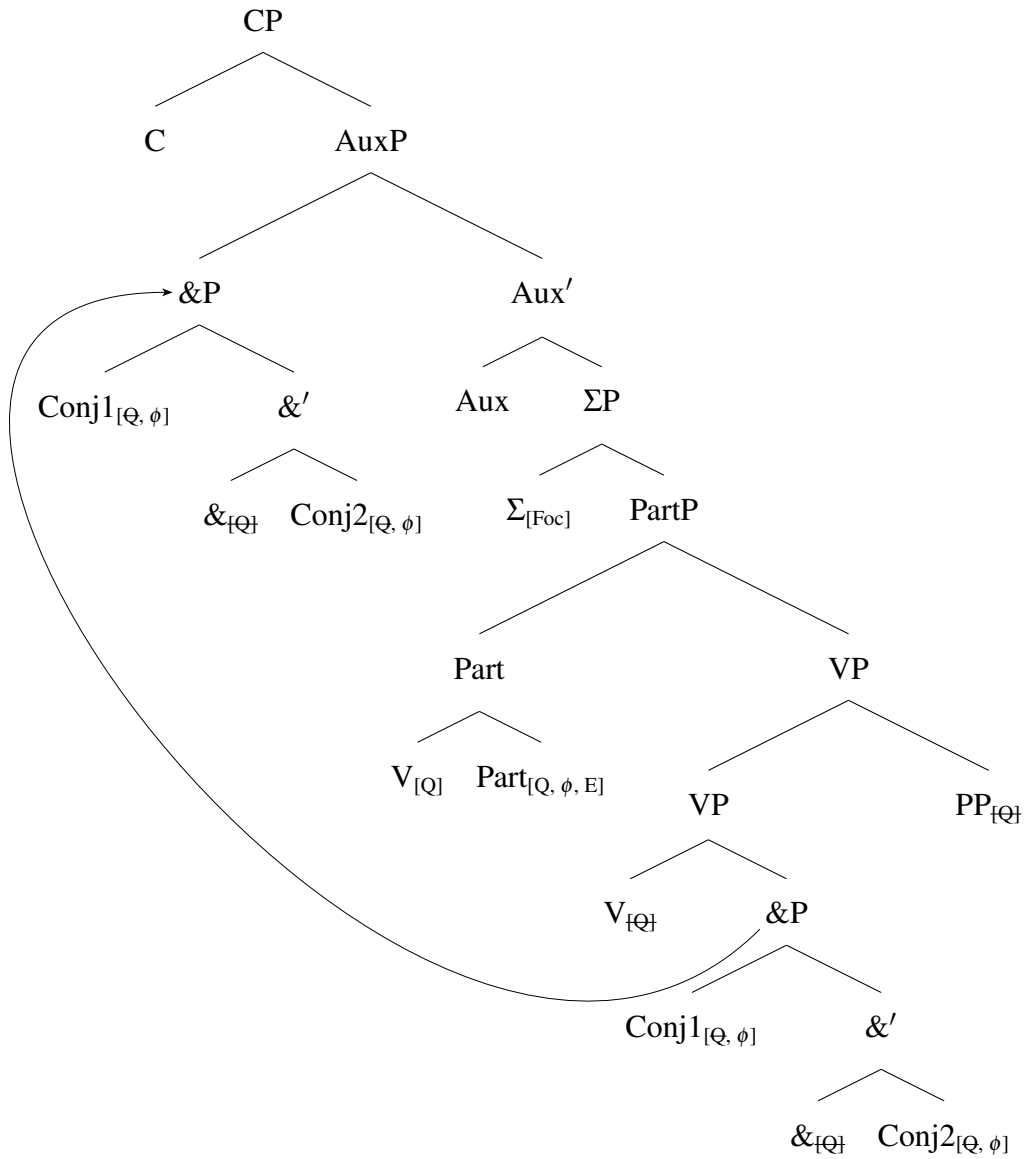 CP
C AuxP
&P Aux′
Conj1[Q, ϕ] &′ Aux ΣP
&[Q] Conj2[Q, ϕ] Σ[Foc] PartP
Part VP
V[Q] Part[Q, ϕ, E] VP PP[Q]
V[Q] &P
Conj1[Q, ϕ] &′
&[Q] Conj2[Q, ϕ]